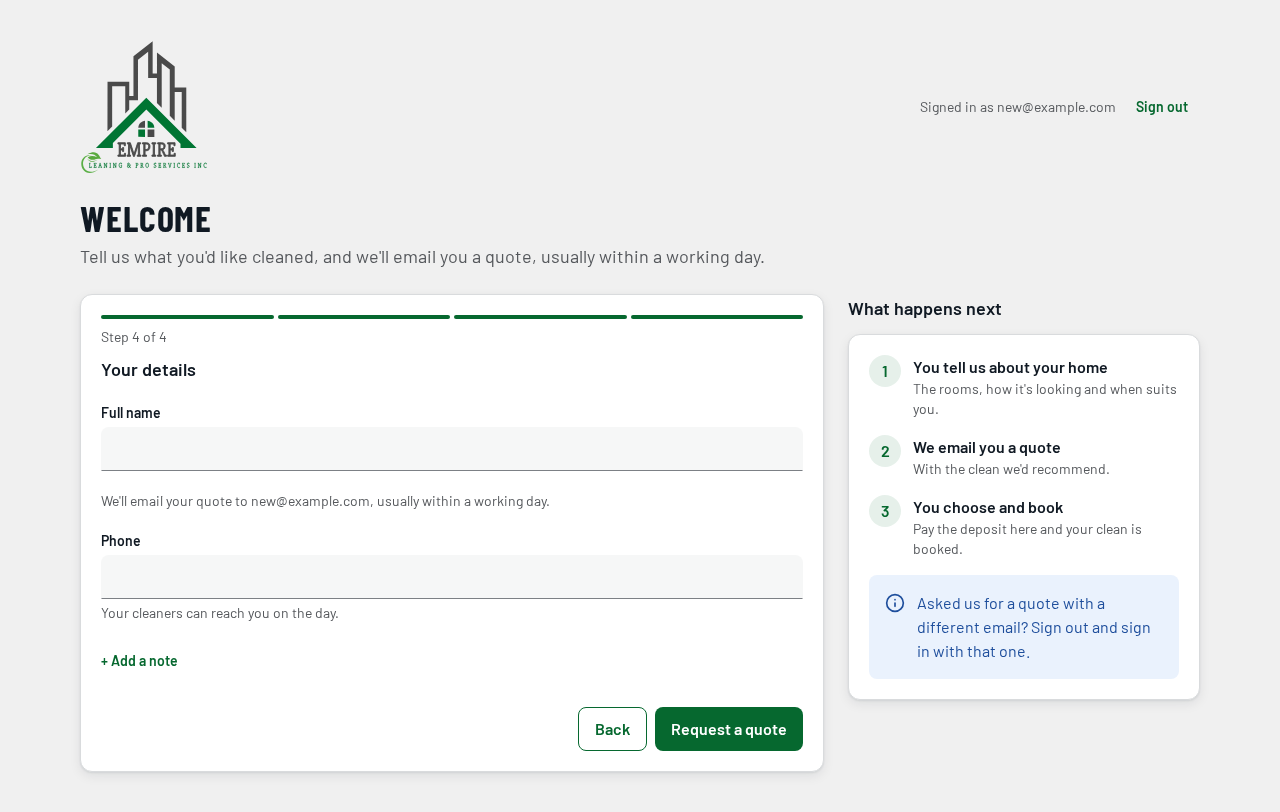 EMPIRE
LEANING & PRO SERVICES INC
Signed in as new@example.com
Sign out
WELCOME
Tell us what you'd like cleaned, and we'll email you a quote, usually within a working day.
Step 4 of 4
Your details
Full name
We'll email your quote to new@example.com, usually within a working day.
Phone
Your cleaners can reach you on the day.
+ Add a note
Back
Request a quote
What happens next
1
You tell us about your home
The rooms, how it's looking and when suits
you.
2
We email you a quote
With the clean we'd recommend.
3
You choose and book
Pay the deposit here and your clean is
booked.
Asked us for a quote with a
different email? Sign out and sign
in with that one.